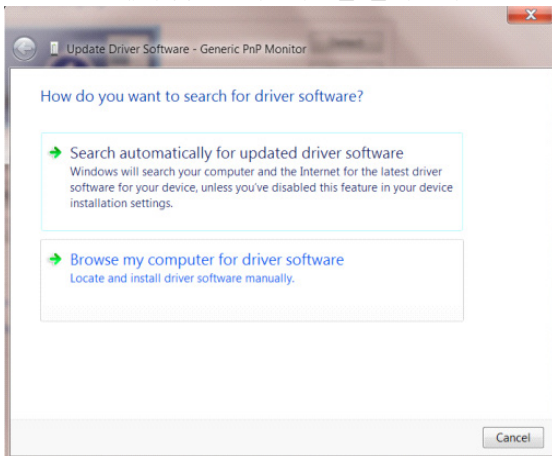 Update Driver Software - Generic PnP Monitor
How do you want to search for driver software?
Search automatically for updated driver software
Windows will search your computer and the Internet for the latest driver
software for your device, unless you've disabled this feature in your device
installation settings.
Browse my computer for driver software
Locate and install driver software manually.
Cancel